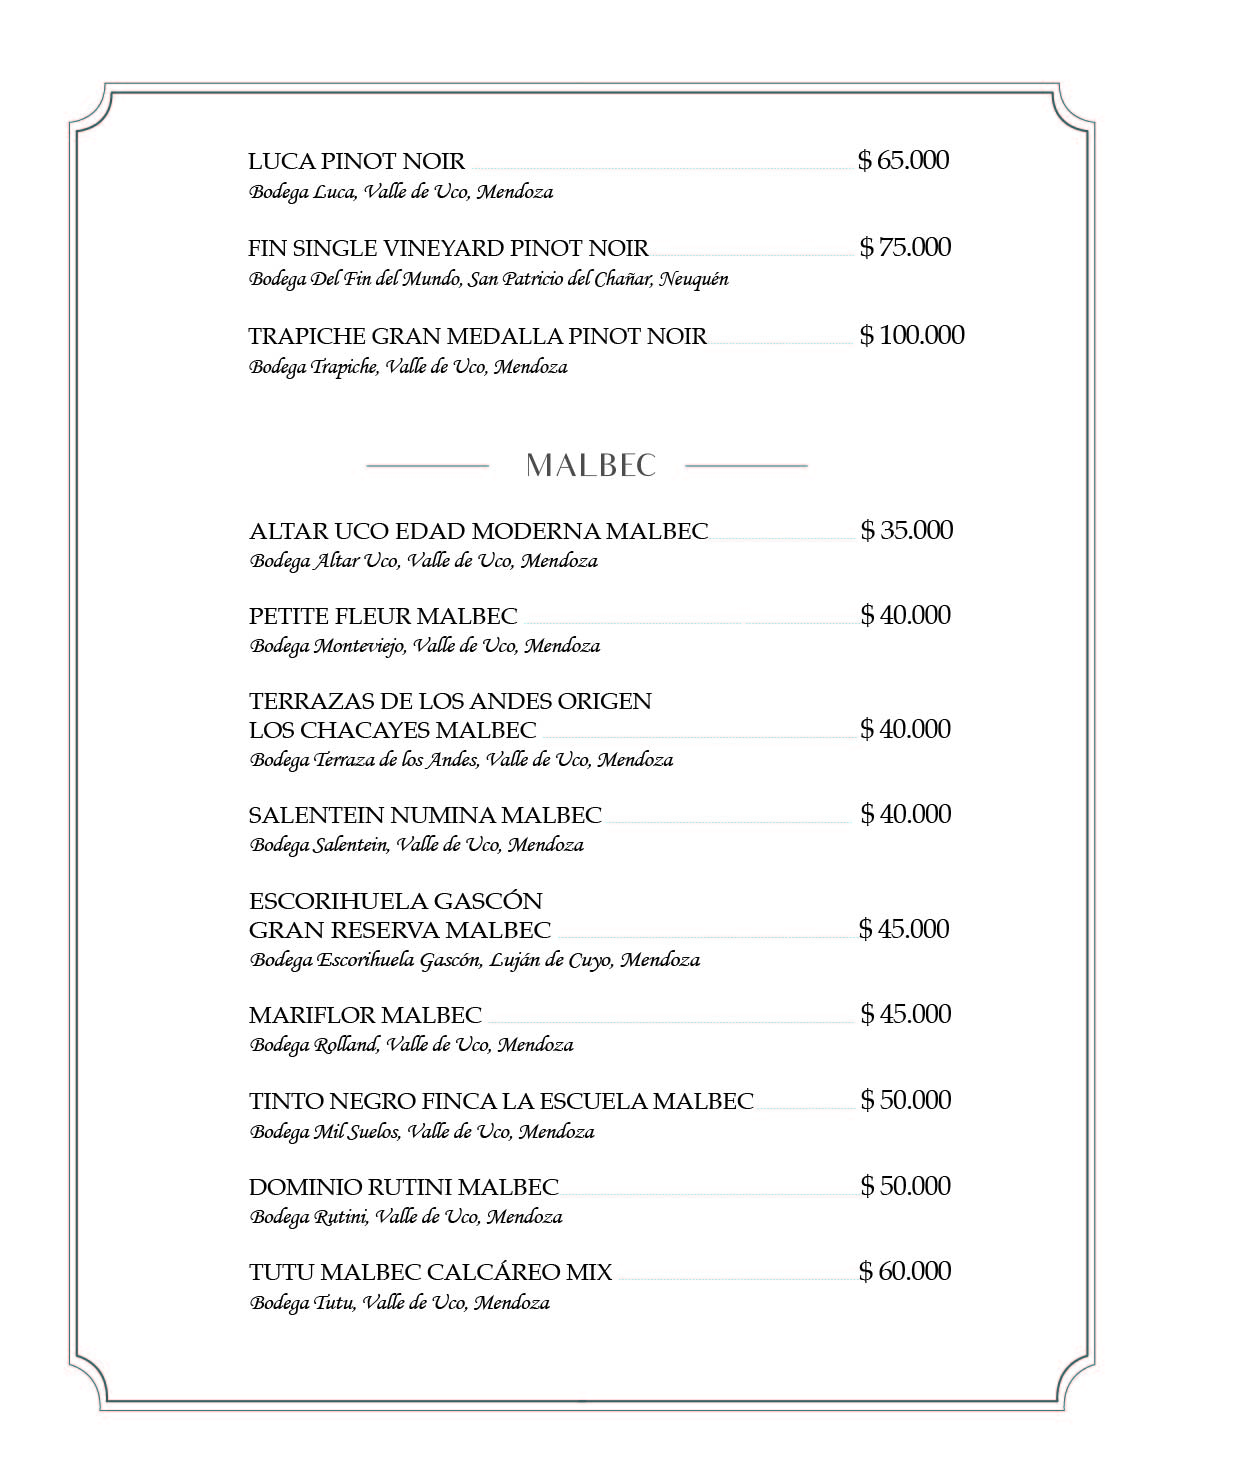 LUCA PINOT NOIR $ 65.000
Bodega Luca, Valle de Uco, Mendoza
FIN SINGLE VINEYARD PINOT NOIR $ 75.000
Bodega Del Fin del Mundo, San Patricio del Chañar, Neuquén
TRAPICHE GRAN MEDALLA PINOT NOIR $ 100.000
Bodega Trapiche, Valle de Uco, Mendoza
MALBEC
ALTAR UCO EDAD MODERNA MALBEC $ 35.000
Bodega Altar Uco, Valle de Uco, Mendoza
PETITE FLEUR MALBEC $ 40.000
Bodega Monteviejo, Valle de Uco, Mendoza
TERRAZAS DE LOS ANDES ORIGEN
LOS CHACAYES MALBEC $ 40.000
Bodega Terraza de los Andes, Valle de Uco, Mendoza
SALENTEIN NUMINA MALBEC $ 40.000
Bodega Salentein, Valle de Uco, Mendoza
ESCORIHUELA GASCÓN
GRAN RESERVA MALBEC $ 45.000
Bodega Escorihuela Gascón, Luján de Cuyo, Mendoza
MARIFLOR MALBEC $ 45.000
Bodega Rolland, Valle de Uco, Mendoza
TINTO NEGRO FINCA LA ESCUELA MALBEC $ 50.000
Bodega Mil Suelos, Valle de Uco, Mendoza
DOMINIO RUTINI MALBEC $ 50.000
Bodega Rutini, Valle de Uco, Mendoza
TUTU MALBEC CALCÁREO MIX $ 60.000
Bodega Tutu, Valle de Uco, Mendoza